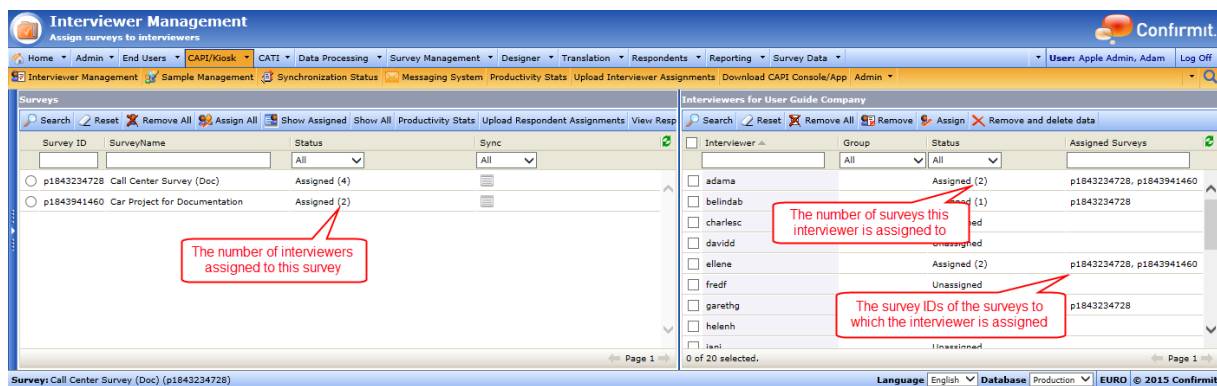 Interviewer Management
Assign surveys to interviewers
Confirmit.
Home Admin End Users CAPI/Kiosk CATI Data Processing Survey Management Designer Translation Respondents Reporting Survey Data User: Apple Admin, Adam Log Off
Interviewer Management Sample Management Synchronization Status Messaging System Productivity Stats Upload Interviewer Assignments Download CAPI Console/App Admin
Surveys
Search Reset Remove All Assign All Show Assigned Show All Productivity Stats Upload Respondent Assignments View Resp
Survey ID SurveyName Status Sync
All All
p1843234728 Call Center Survey (Doc) Assigned (4)
p1843941460 Car Project for Documentation Assigned (2)
The number of interviewers
assigned to this survey
Page 1
Interviewers for User Guide Company
Search Reset Remove All Remove Assign Remove and delete data
Interviewer Group Status Assigned Surveys
All All
adama Assigned (2) p1843234728, p1843941460
belindab (1) p1843234728
charlesc
davidd Unassigned
The number of surveys this
interviewer is assigned to
ellene Assigned (2) p1843234728, p1843941460
fredf Unassigned
garethg p1843234728
helenh
The survey IDs of the surveys to
which the interviewer is assigned
iani Unassigned
0 of 20 selected. Page 1
Survey: Call Center Survey (Doc) (p1843234728) Language English Database Production EURO © 2015 Confirmit